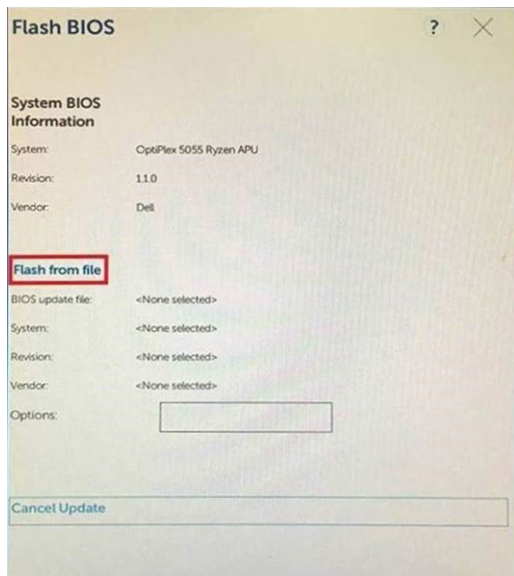 Flash BIOS ?
System BIOS
Information
System: OptiPlex 5055 Ryzen APU
Revision: 1.1.0
Vendor: Dell
Flash from file
BIOS update file: <None selected>
System: <None selected>
Revision: <None selected>
Vendor: <None selected>
Options:
Cancel Update